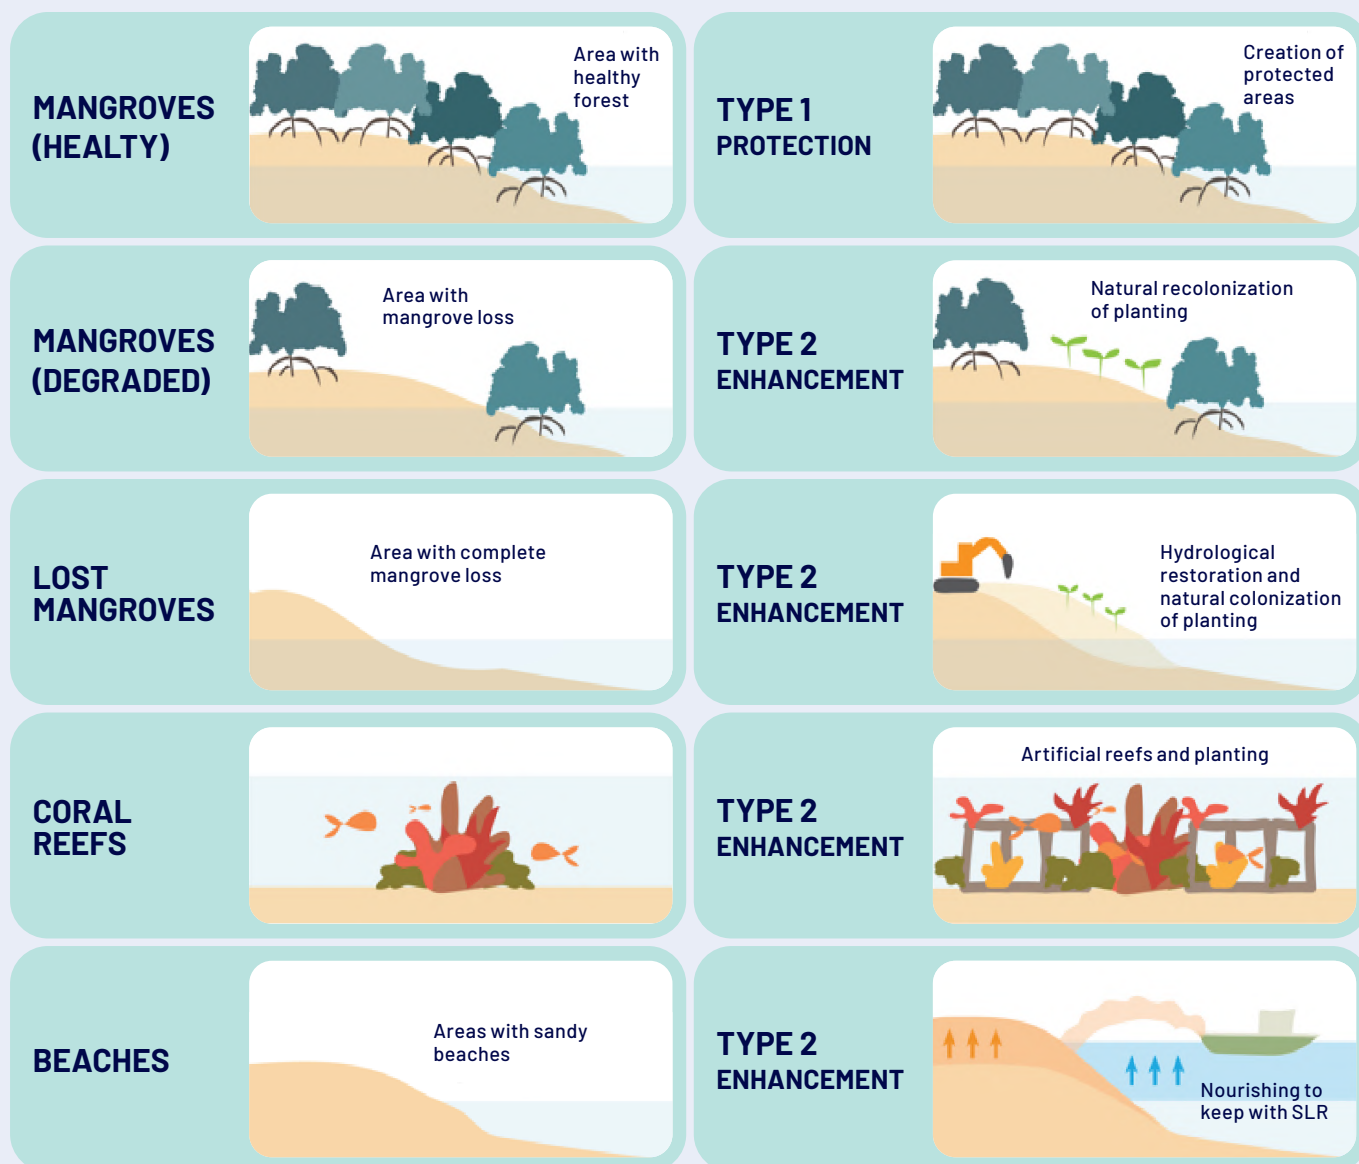 MANGROVES
(HEALTY)
Area with
healthy
forest
TYPE 1
PROTECTION
Creation of
protected
areas
MANGROVES
(DEGRADED)
Area with
mangrove loss
TYPE 2
ENHANCEMENT
Natural recolonization
of planting
LOST
MANGROVES
Area with complete
mangrove loss
TYPE 2
ENHANCEMENT
Hydrological
restoration and
natural colonization
of planting
CORAL
REEFS
TYPE 2
ENHANCEMENT
Artificial reefs and planting
BEACHES
Areas with sandy
beaches
TYPE 2
ENHANCEMENT
Nourishing to
keep with SLR